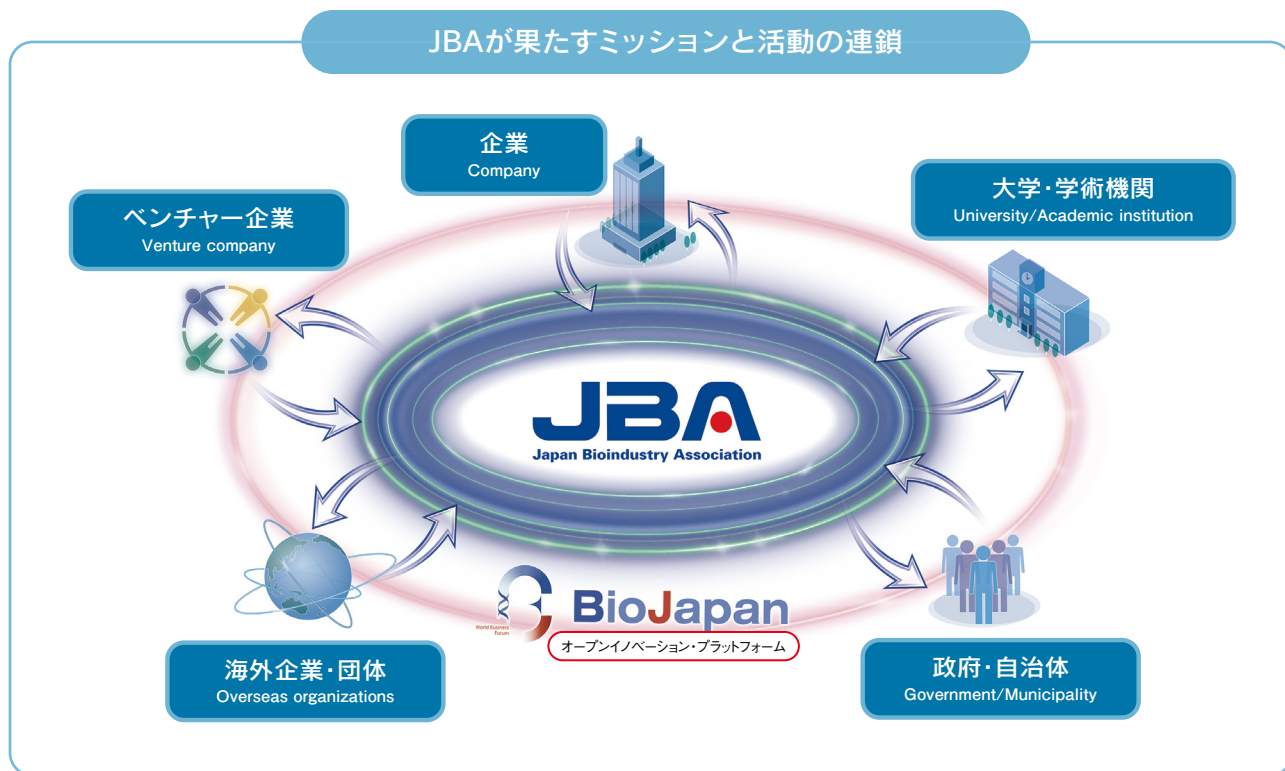 JBAが果たすミッションと活動の連鎖
企業
Company
大学・学術機関
University/Academic institution
ベンチャー企業
Venture company
JBA
Japan Bioindustry Association
World Business
Forum
BioJapan
オープンイノベーション・プラットフォーム
海外企業・団体
Overseas organizations
政府・自治体
Government/Municipality